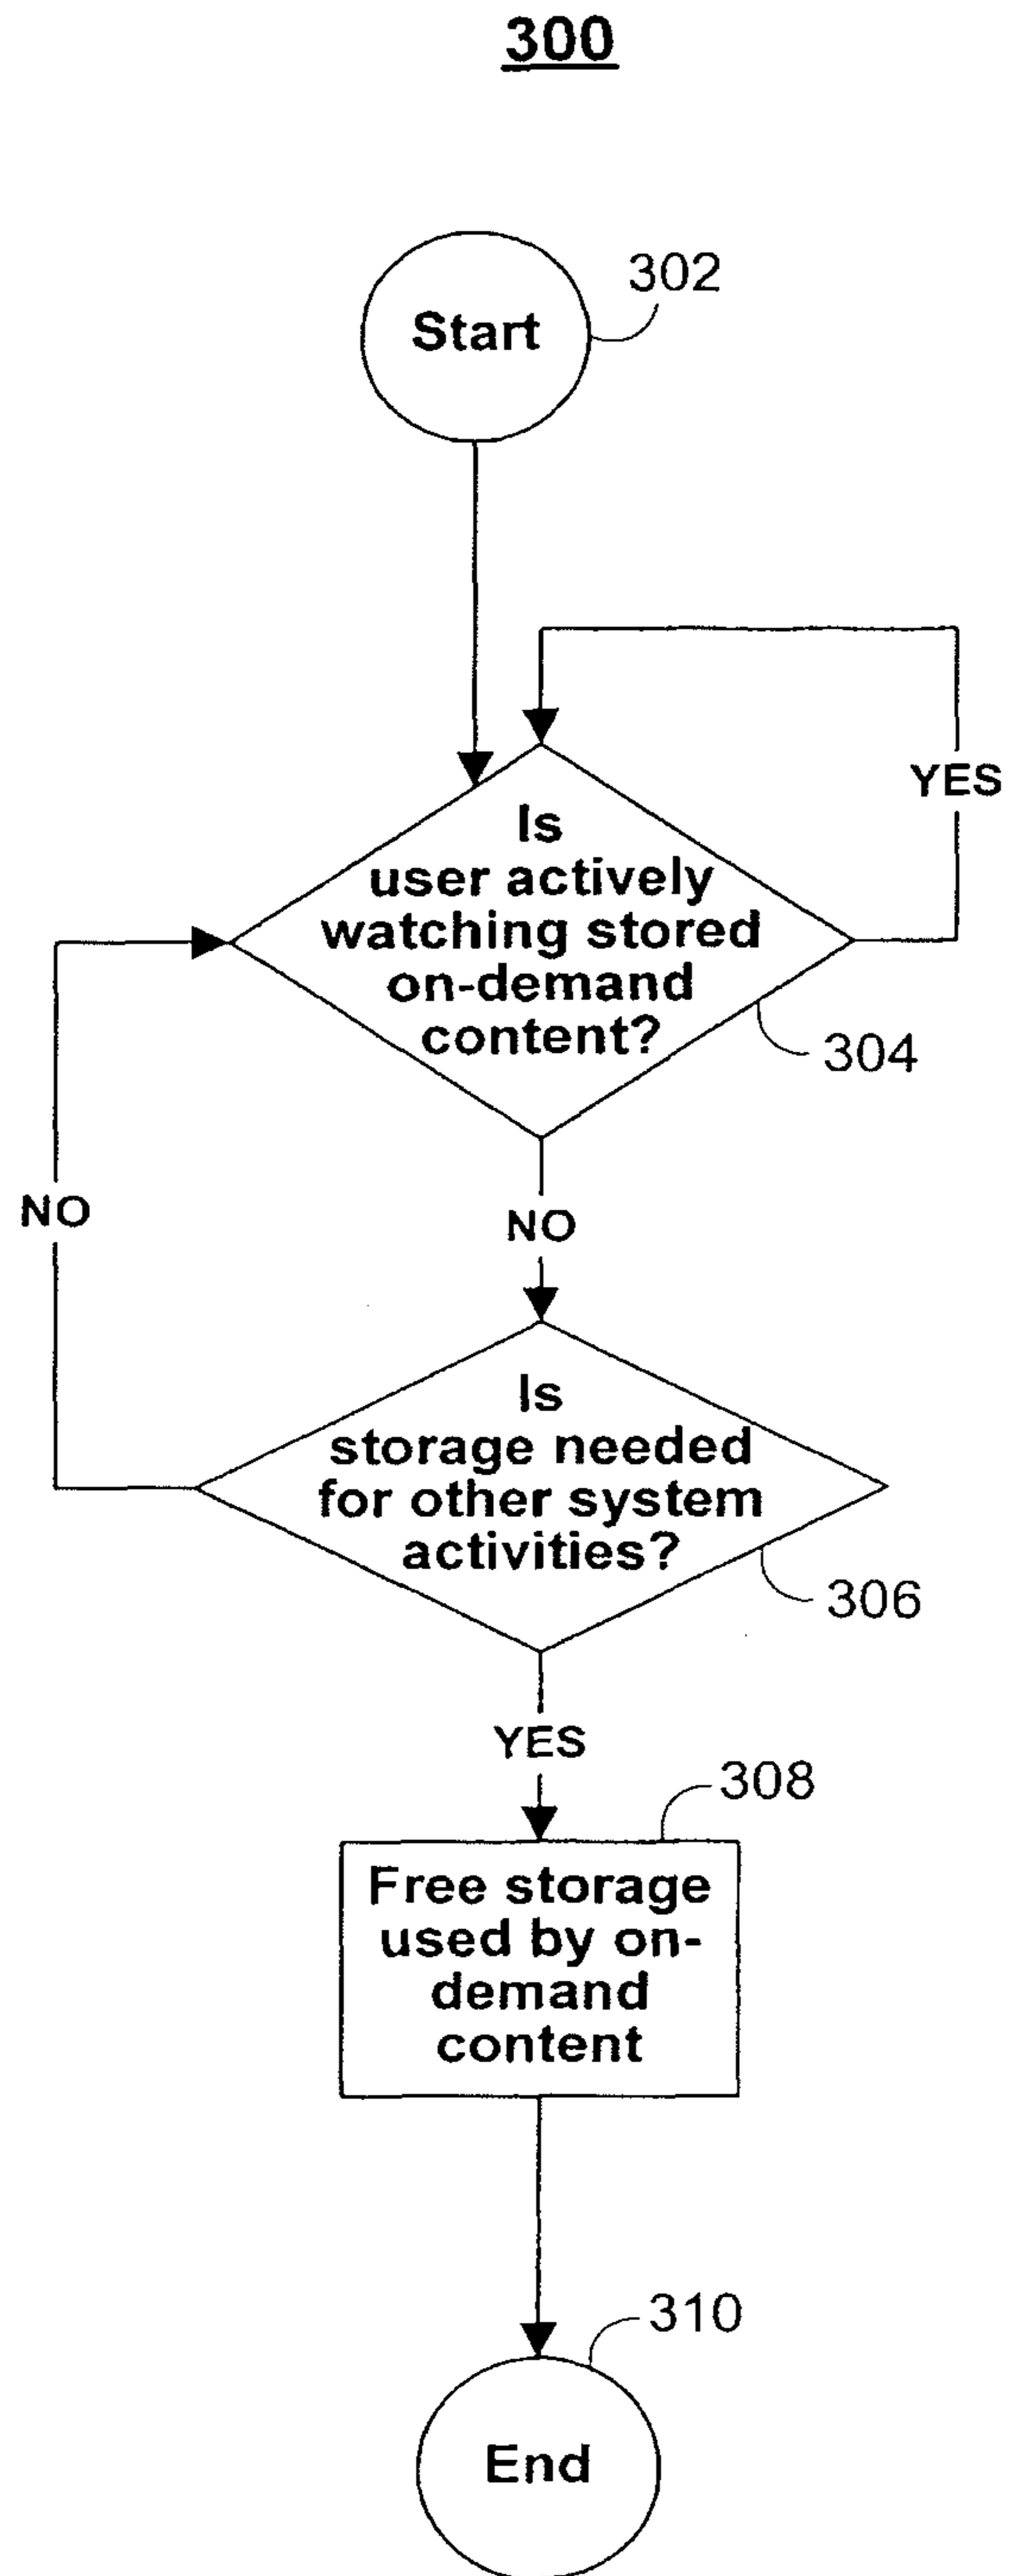 300
Start
302
YES
Is
user actively
watching stored
on-demand
content?
304
NO
NO
Is
storage needed
for other system
activities?
306
YES
308
Free storage
used by on-
demand
content
310
End